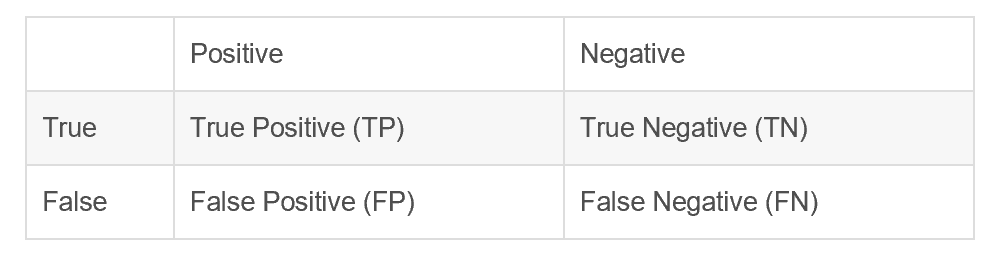 Positive Negative
True True Positive (TP) True Negative (TN)
False False Positive (FP) False Negative (FN)